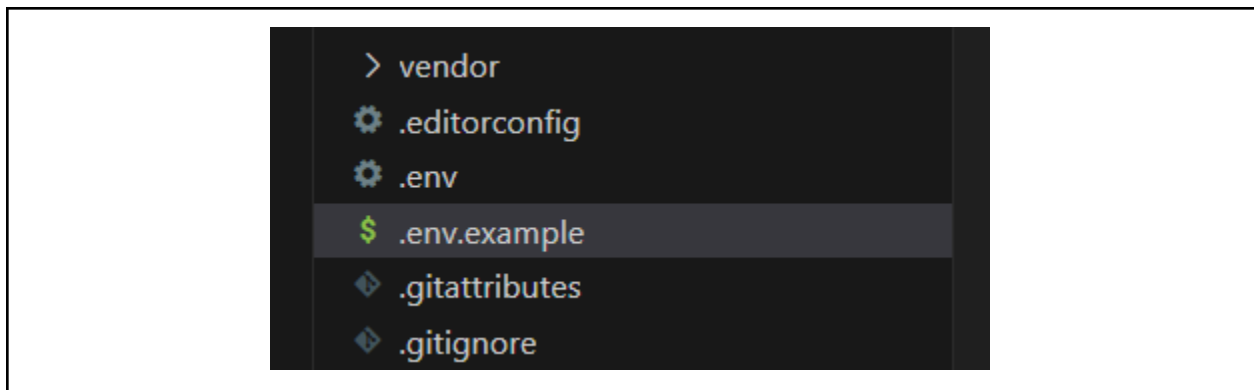 vendor
.editorconfig
.env
$ .env.example
.gitattributes
.gitignore